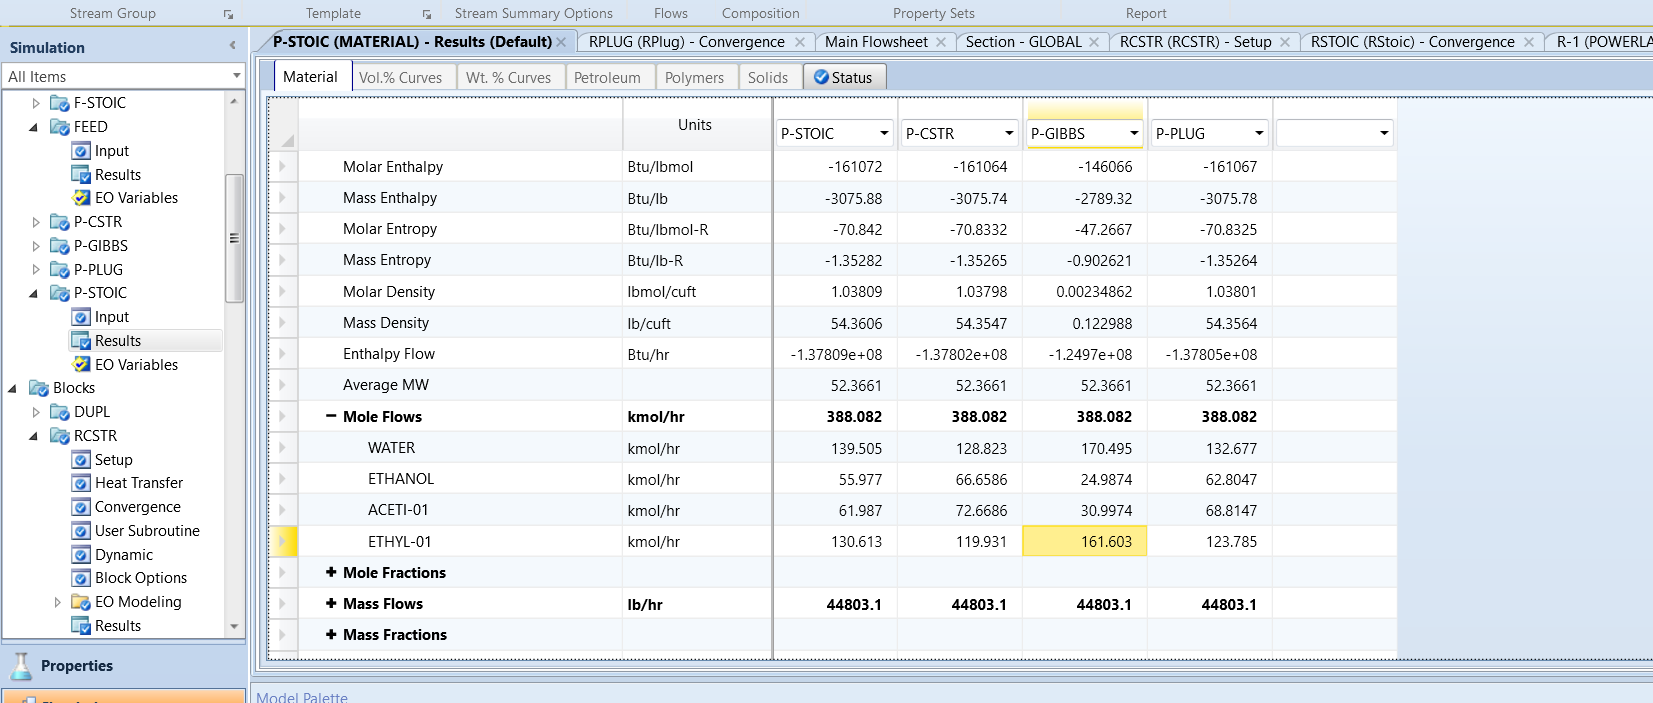 Stream Group Template Stream Summary Options Flows Composition Property Sets Report
Simulation
All Items
F-STOIC
FEED
Input
Results
EO Variables
P-CSTR
P-GIBBS
P-PLUG
P-STOIC
Input
Results
EO Variables
Blocks
DUPL
RCSTR
Setup
Heat Transfer
Convergence
User Subroutine
Dynamic
Block Options
EO Modeling
Results
Properties
P-STOIC (MATERIAL) - Results (Default) RPLUG (RPlug) - Convergence Main Flowsheet Section - GLOBAL RCSTR (RCSTR) - Setup RSTOIC (RStoic) - Convergence R-1 (POWERLA
Material Vol.% Curves Wt. % Curves Petroleum Polymers Solids Status
Units P-STOIC P-CSTR P-GIBBS P-PLUG
Molar Enthalpy Btu/lbmol -161072 -161064 -146066 -161067
Mass Enthalpy Btu/lb -3075.88 -3075.74 -2789.32 -3075.78
Molar Entropy Btu/lbmol-R -70.842 -70.8332 -47.2667 -70.8325
Mass Entropy Btu/lb-R -1.35282 -1.35265 -0.902621 -1.35264
Molar Density lbmol/cuft 1.03809 1.03798 0.00234862 1.03801
Mass Density lb/cuft 54.3606 54.3547 0.122988 54.3564
Enthalpy Flow Btu/hr -1.37809e+08 -1.37802e+08 -1.2497e+08 -1.37805e+08
Average MW 52.3661 52.3661 52.3661 52.3661
Mole Flows kmol/hr 388.082 388.082 388.082 388.082
WATER kmol/hr 139.505 128.823 170.495 132.677
ETHANOL kmol/hr 55.977 66.6586 24.9874 62.8047
ACETI-01 kmol/hr 61.987 72.6686 30.9974 68.8147
ETHYL-01 kmol/hr 130.613 119.931 161.603 123.785
Mole Fractions
Mass Flows lb/hr 44803.1 44803.1 44803.1 44803.1
Mass Fractions
Model Palette